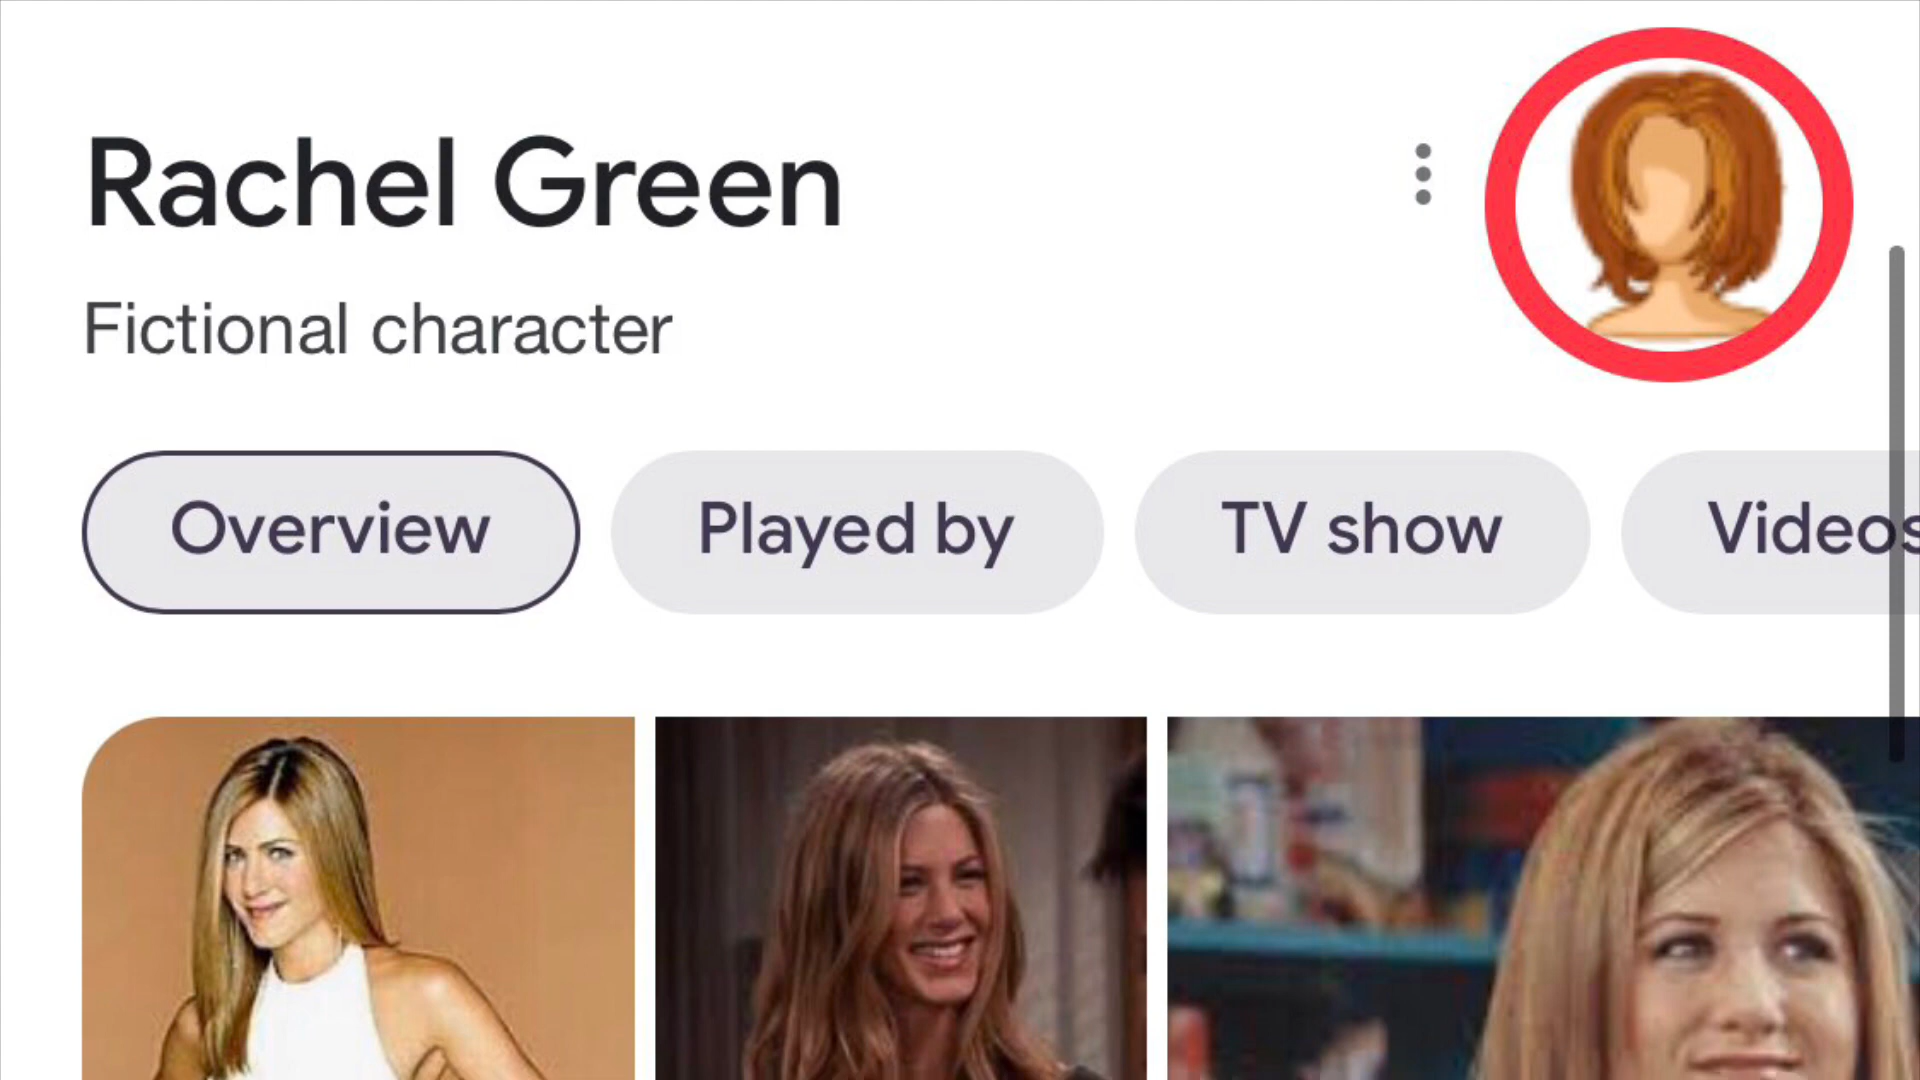 Rachel Green
Fictional character
Overview
Played by
TV show
Videos